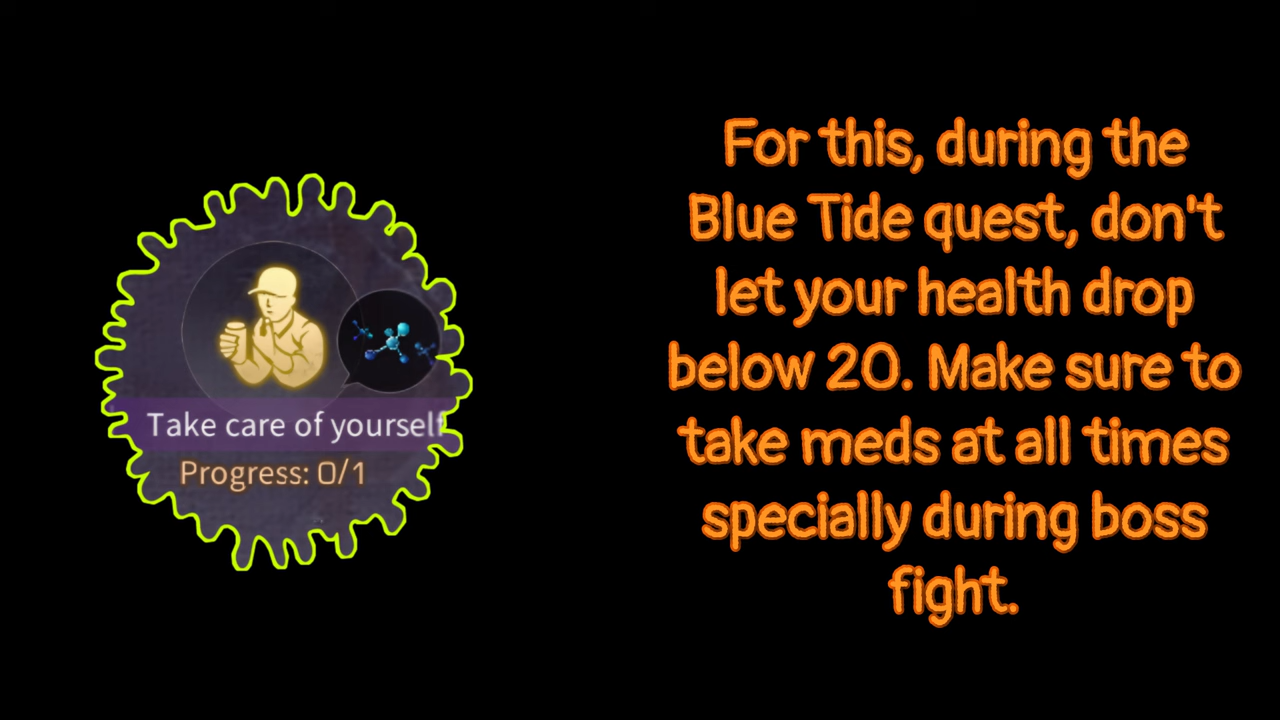 Take care of yourself
Progress: 0/1
For this, during the
Blue Tide quest, don't
let your health drop
below 20. Make sure to
take meds at all times
specially during boss
fight.